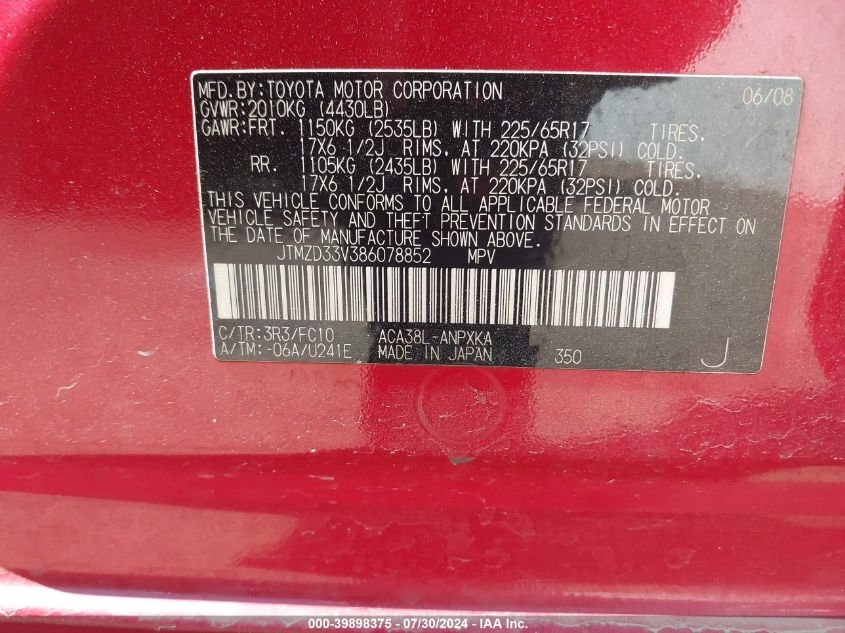 MFD.BY:TOYOTA MOTOR CORPORATION 06/08
GVWR:2010KG (4430LB)
GAWR:FRT. 1150KG (2535LB) WITH 225/65R17 TIRES.
17X6 1/2J RIMS. AT 220KPA (32PSI) COLD.
RR. 1105KG (2435LB) WITH 225/65R17 TIRES.
17X6 1/2J RIMS. AT 220KPA (32PSI) COLD.
THIS VEHICLE CONFORMS TO ALL APPLICABLE FEDERAL MOTOR
VEHICLE SAFETY AND THEFT PREVENTION STANDARDS IN EFFECT ON
THE DATE OF MANUFACTURE SHOWN ABOVE.
JTMZD33V386078852 MPV
C/TR:3R3/FC10 ACA38L-ANPXKA
A/TM:-06A/U241E MADE IN JAPAN 350 J
000-39898375 - 07/30/2024 - IAA Inc.